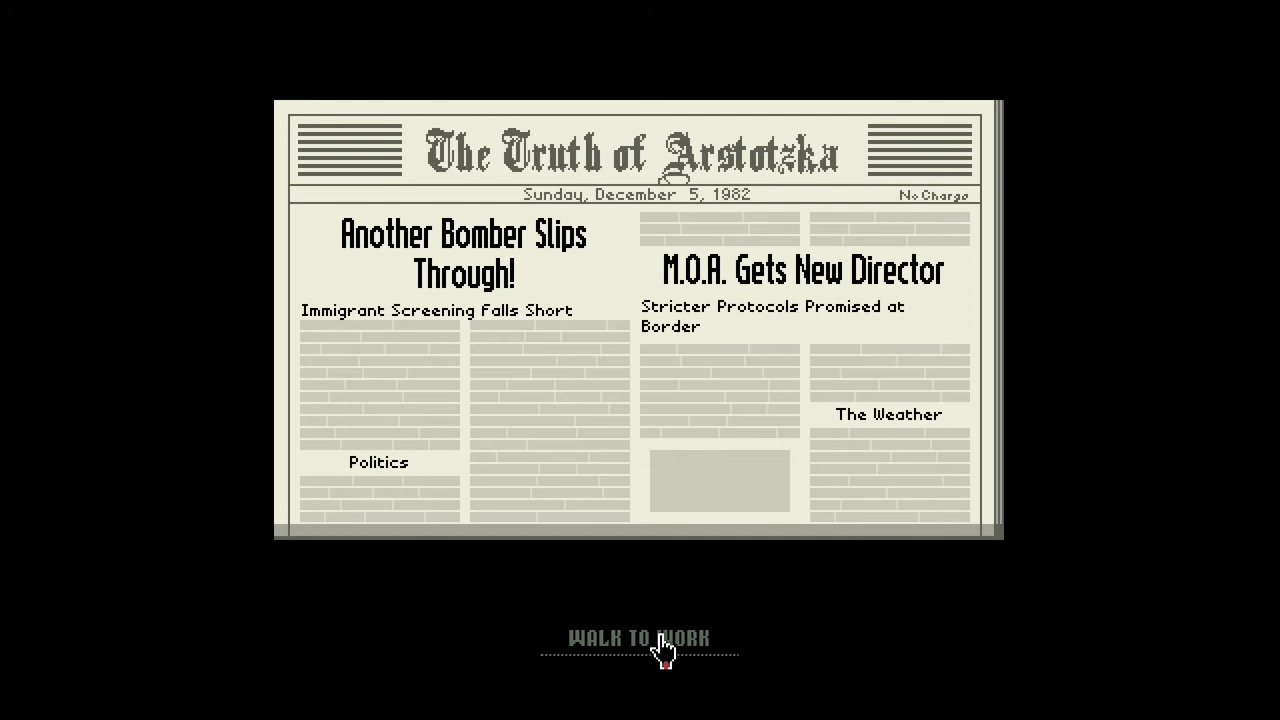 The Truth of Arstotzka
Sunday, December 5, 1982
No Charge
Another Bomber Slips
Through!
Immigrant Screening Falls Short
Politics
M.O.A. Gets New Director
Stricter Protocols Promised at
Border
The Weather
WALK TO WORK